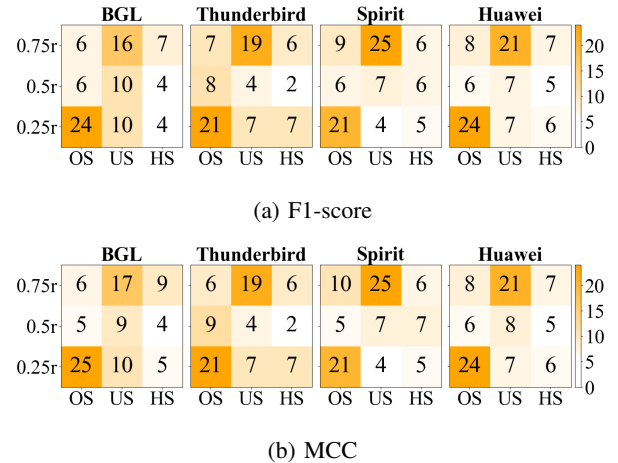 BGL Thunderbird Spirit Huawei
0.75r 6 16 7 7 19 6 9 25 6 8 21 7 20
15
0.5r 6 10 4 8 4 2 6 7 6 6 7 5 10
5
0.25r 24 10 4 21 7 7 21 4 5 24 7 6
0
OS US HS OS US HS OS US HS OS US HS
(a) F1-score
BGL Thunderbird Spirit Huawei
0.75r 6 17 9 6 19 6 10 25 6 8 21 7 20
15
0.5r 5 9 4 9 4 2 5 7 7 6 8 5 10
5
0.25r 25 10 5 21 7 7 21 4 5 24 7 6
0
OS US HS OS US HS OS US HS OS US HS
(b) MCC